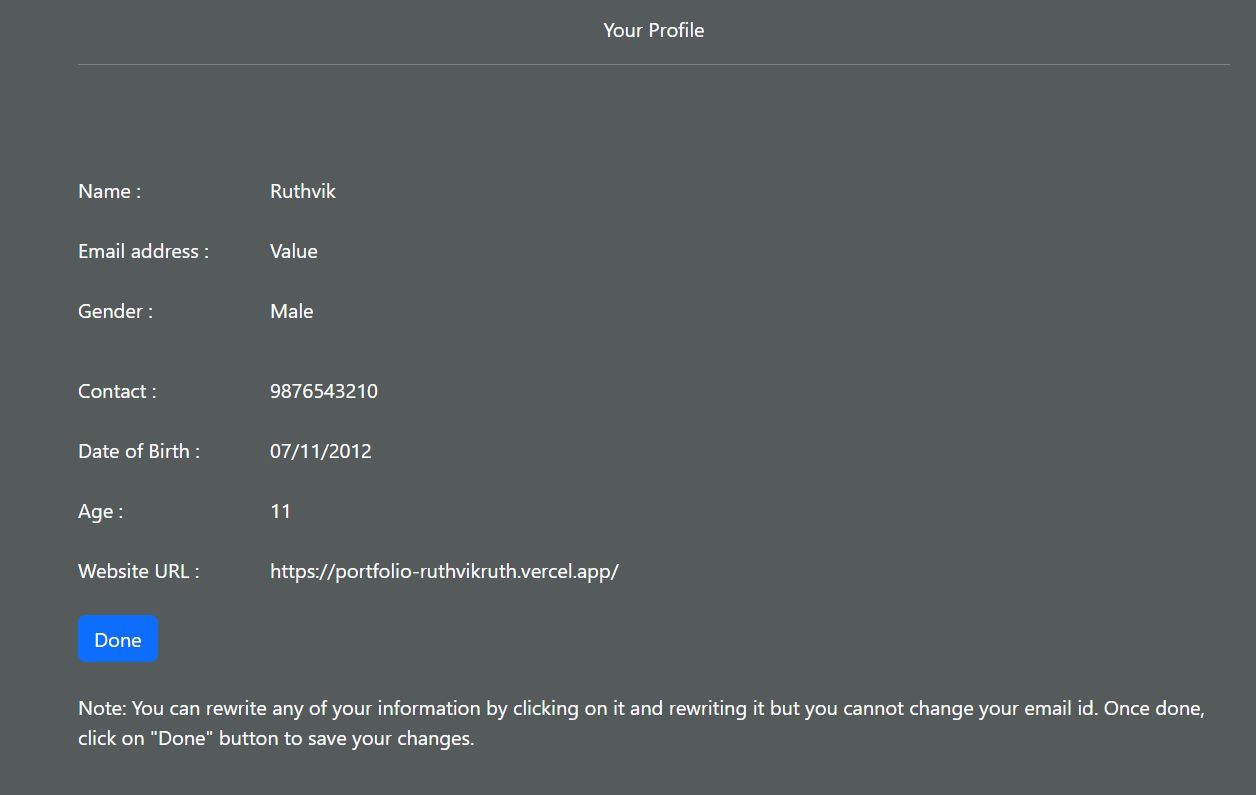 Your Profile
Name : Ruthvik
Email address : Value
Gender : Male
Contact : 9876543210
Date of Birth : 07/11/2012
Age : 11
Website URL : https://portfolio-ruthvikruth.vercel.app/
Done
Note: You can rewrite any of your information by clicking on it and rewriting it but you cannot change your email id. Once done,
click on "Done" button to save your changes.